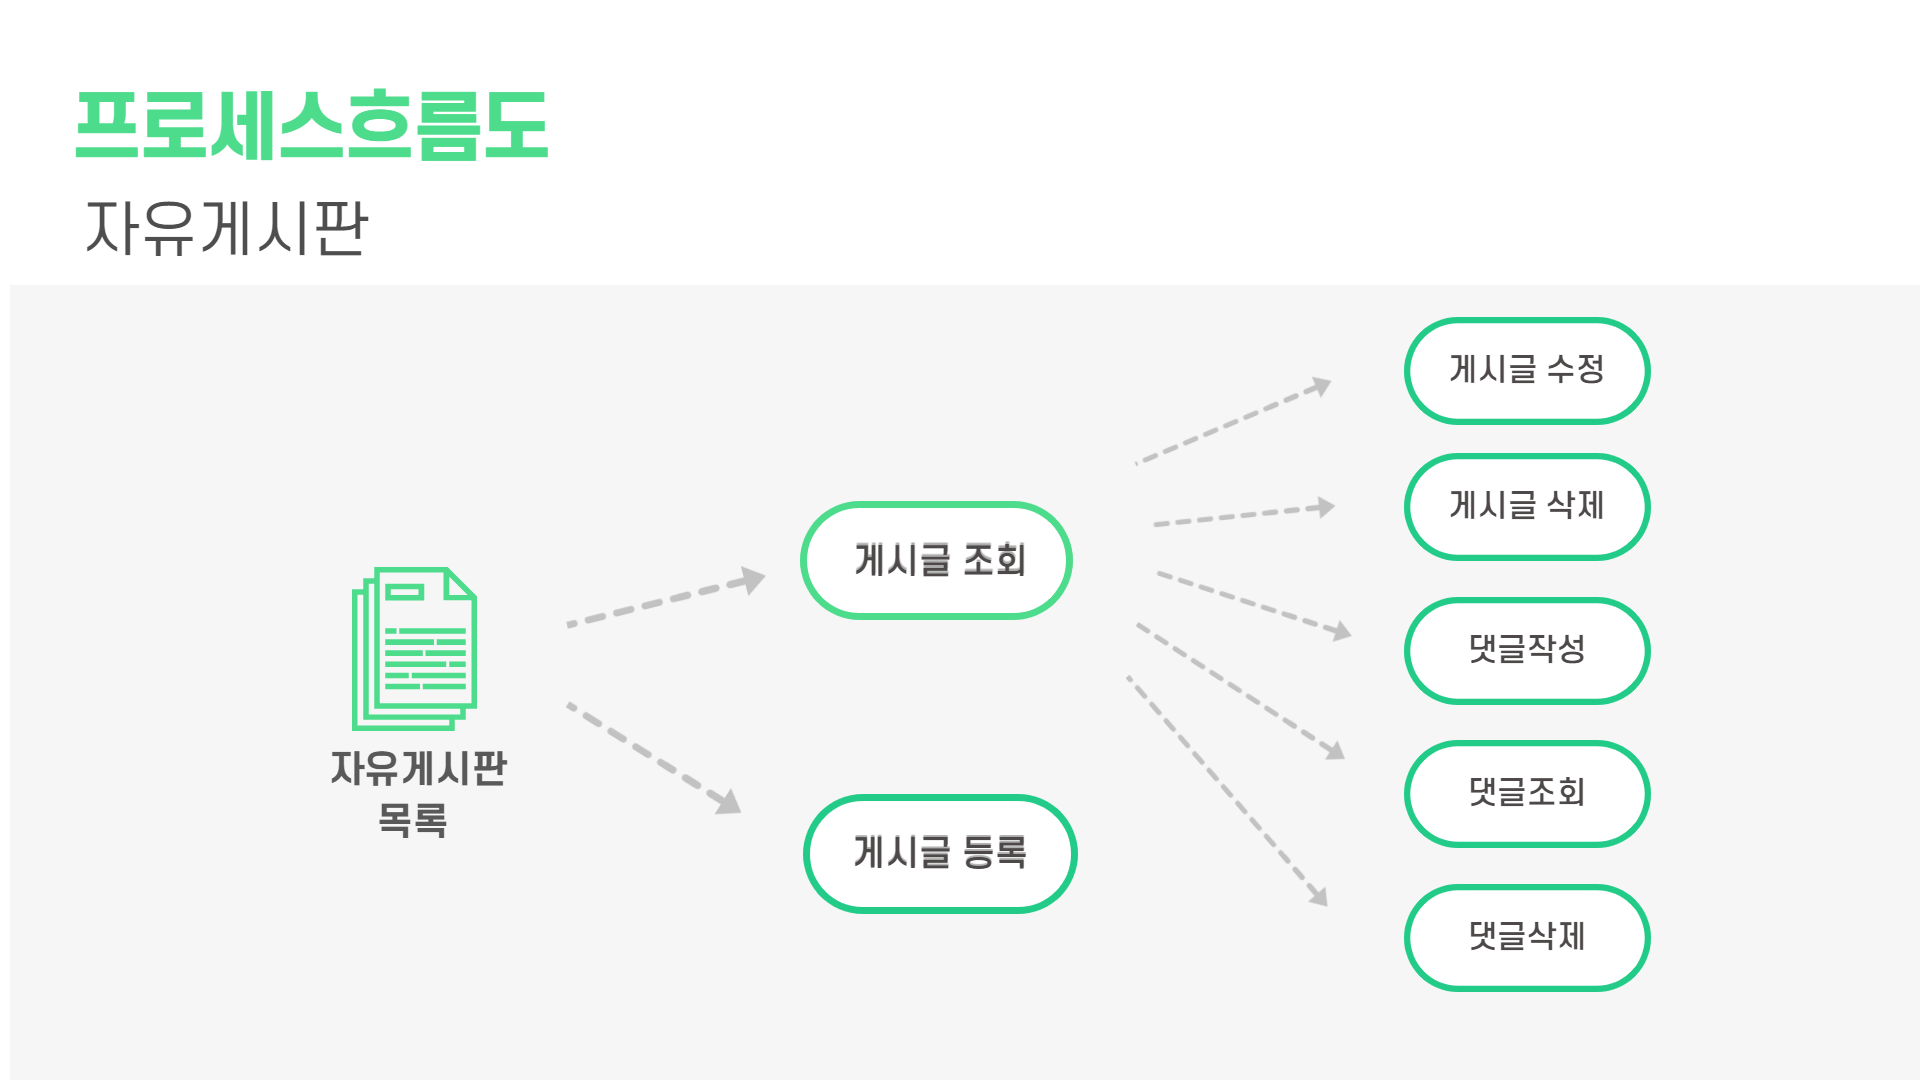 프로세스흐름도
자유게시판
자유게시판
목록
게시글 조회
게시글 등록
게시글 수정
게시글 삭제
댓글작성
댓글조회
댓글삭제